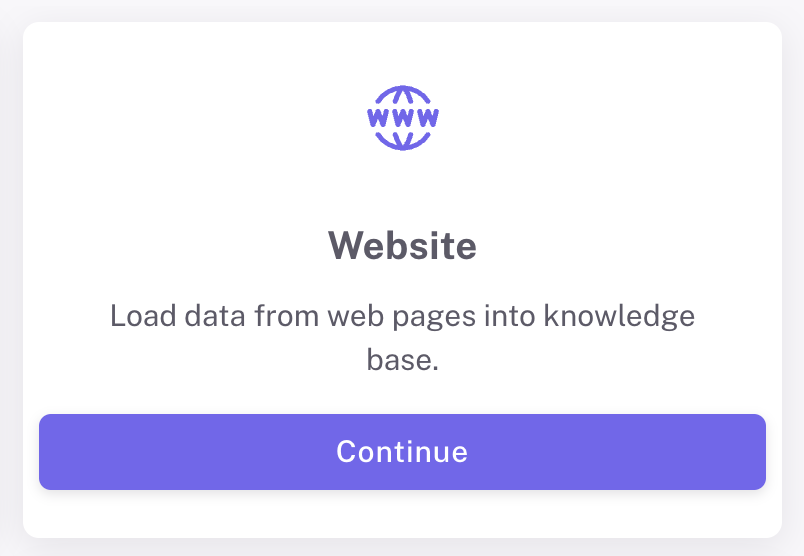 WWW
Website
Load data from web pages into knowledge
base.
Continue